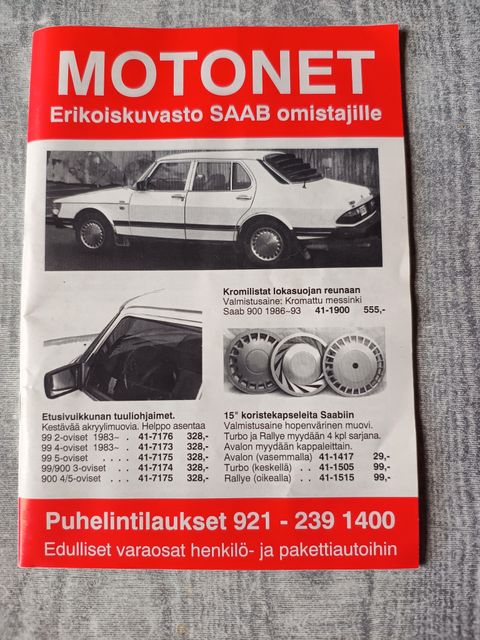 MOTONET
Erikoiskuvasto SAAB omistajille
Kromilistat lokasuojan reunaan
Valmistusaine: Kromattu messinki
Saab 900 1986-93 41-1900 555,-
Etusivuikkunan tuuliohjaimet.
Kestävää akryylimuovia. Helppo asentaa
99 2-oviset 1983~ . 41-7176 328,-
99 4-oviset 1983~ . 41-7173 328,-
99 5-oviset . . . . 41-7175 328,-
99/900 3-oviset . . 41-7174 328,-
900 4/5-oviset . . . 41-7175 328,-
15" koristekapseleita Saabiin
Valmistusaine hopenvärinen muovi.
Turbo ja Rallye myydään 4 kpl sarjana.
Avalon myydään kappaleittain.
Avalon (vasemmalla) 41-1417 29,-
Turbo (keskellä) . . 41-1505 99,-
Rallye (oikealla) . . 41-1515 99,-
Puhelintilaukset 921 - 239 1400
Edulliset varaosat henkilö- ja pakettiautoihin